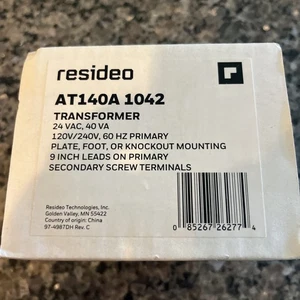 resideo
AT140A 1042
TRANSFORMER
24 VAC, 40 VA
120V/240V, 60 HZ PRIMARY
PLATE, FOOT, OR KNOCKOUT MOUNTING
9 INCH LEADS ON PRIMARY
SECONDARY SCREW TERMINALS
Resideo Technologies, Inc.
Golden Valley, MN 55422
Country of origin: China
97-4987DH Rev. C
0 85267 26277 4